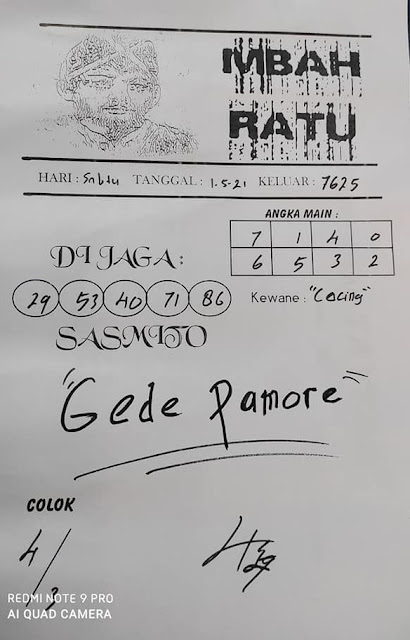 MBAH
RATU
HARI : Sabtu TANGGAL : 1-5-21 KELUAR : 7625
ANGKA MAIN :
7 1 4 0
6 5 3 2
DI JAGA :
29 53 40 71 86
Kewane : "Cacing"
SASMITO
"Gede Pamore"
COLOK
4/3
REDMI NOTE 9 PRO
AI QUAD CAMERA